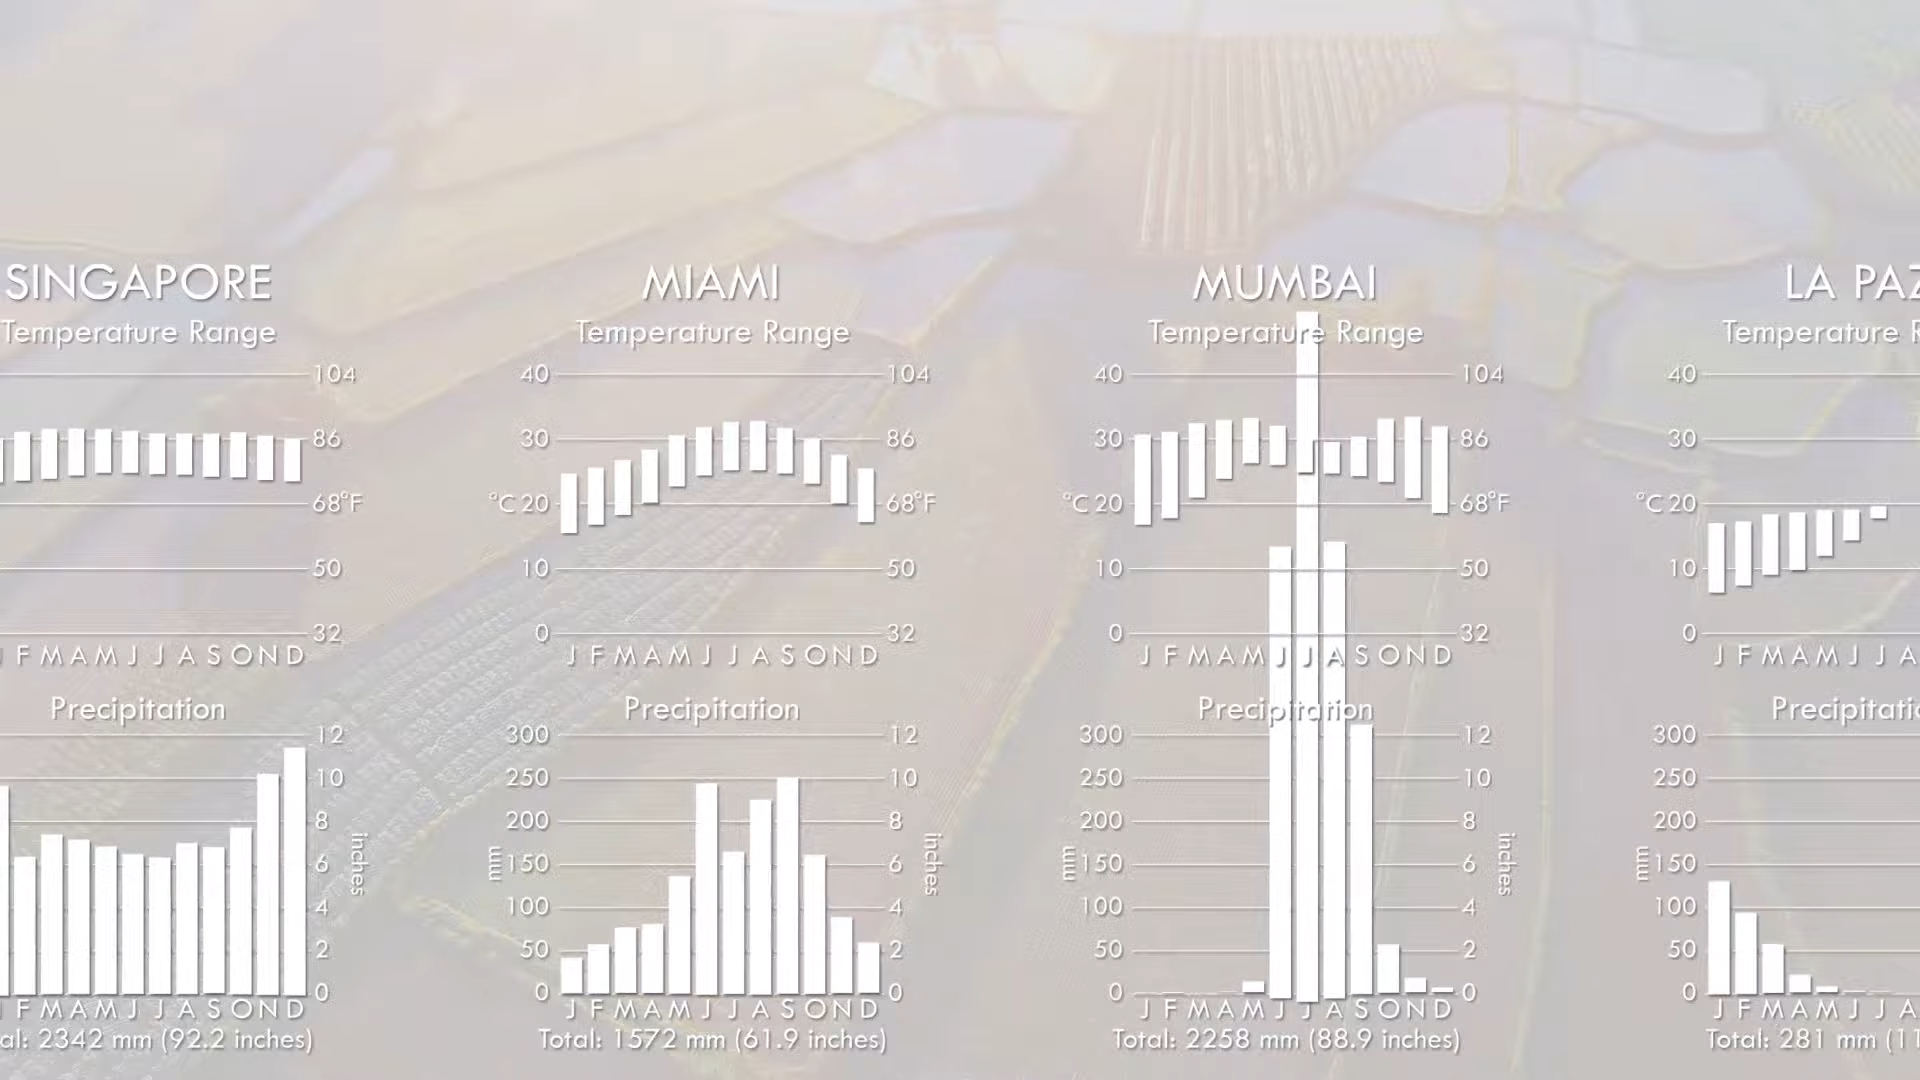 SINGAPORE
Temperature Range
104
86
68°F
50
32
J F M A M J J A S O N D
Precipitation
12
10
8
6
4
2
0
inches
J F M A M J J A S O N D
al: 2342 mm (92.2 inches)
MIAMI
Temperature Range
40 104
30 86
°C 20 68°F
10 50
0 32
J F M A M J J A S O N D
Precipitation
300 12
250 10
200 8
150 6
100 4
50 2
0 0
mm inches
J F M A M J J A S O N D
Total: 1572 mm (61.9 inches)
MUMBAI
Temperature Range
40 104
30 86
°C 20 68°F
10 50
0 32
J F M A M J J A S O N D
Precipitation
300 12
250 10
200 8
150 6
100 4
50 2
0 0
mm inches
J F M A M J J A S O N D
Total: 2258 mm (88.9 inches)
LA PAZ
Temperature R
40
30
°C 20
10
0
J F M A M J J A
Precipitatio
300
250
200
150
100
50
0
mm
J F M A M J J A
Total: 281 mm (11